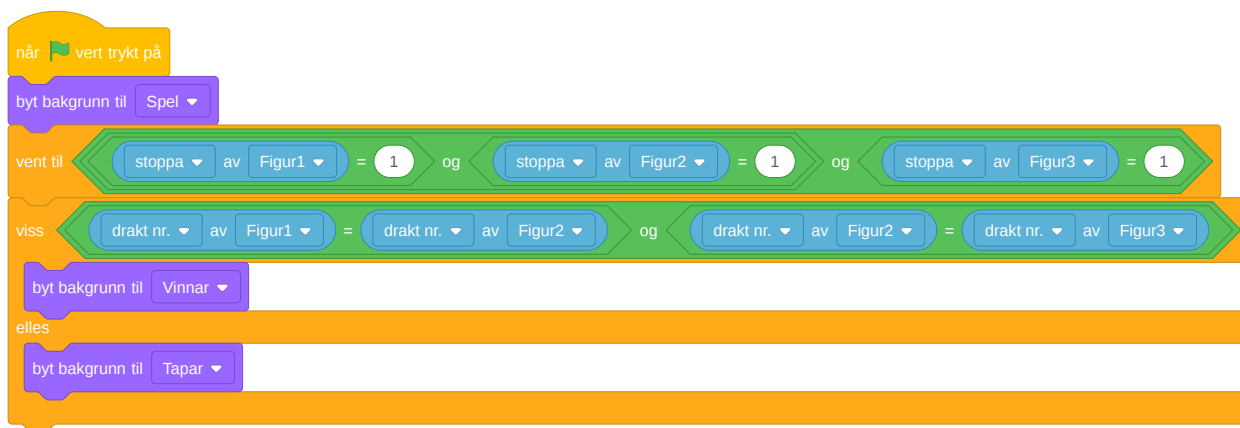 når vert trykt på
byt bakgrunn til Spel
vent til stoppa av Figur1 = 1 og stoppa av Figur2 = 1 og stoppa av Figur3 = 1
viss drakt nr. av Figur1 = drakt nr. av Figur2 og drakt nr. av Figur2 = drakt nr. av Figur3
byt bakgrunn til Vinnar
elles
byt bakgrunn til Tapar